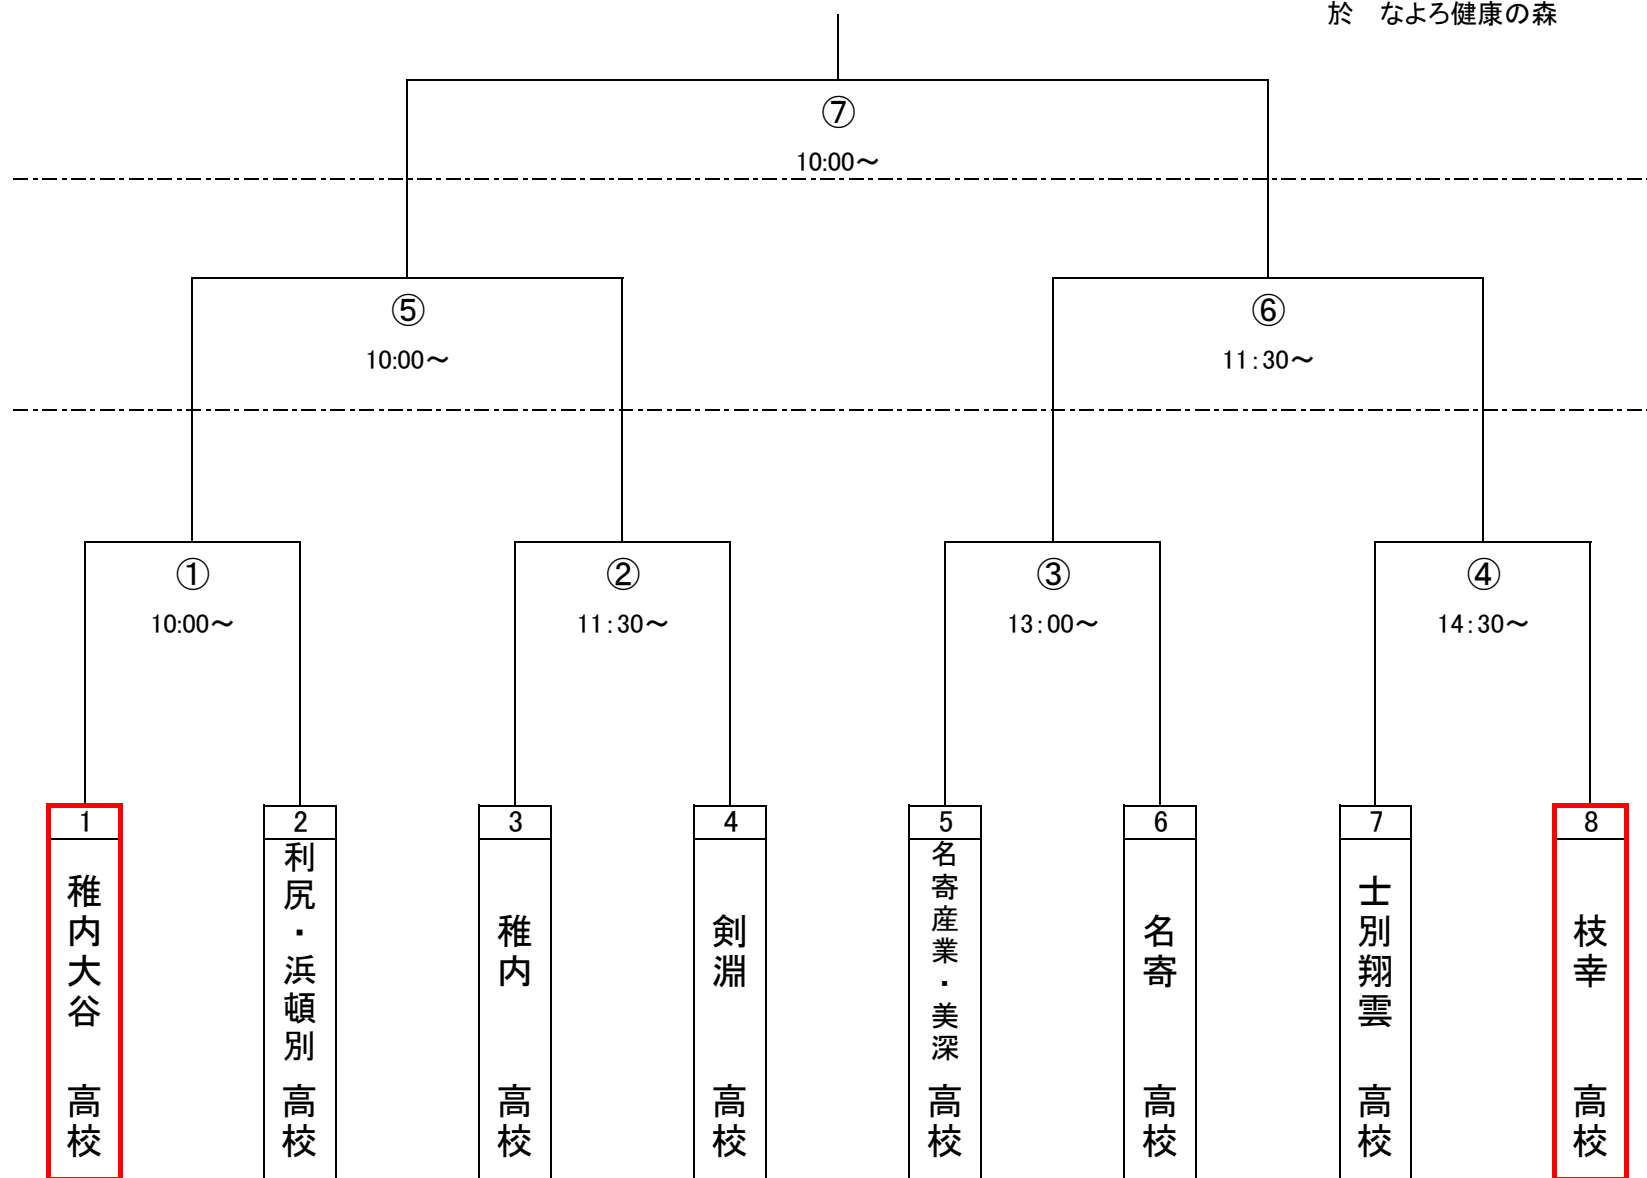 於　なよろ健康の森
⑦
10:00～
⑤
⑥
10:00～
11:30～
①
②
③
④
10:00～
11:30～
13:00～
14:30～
1
2
3
4
5
6
7
8
稚内大谷　高校
利尻・浜頓別　高校
稚内　高校
剣淵　高校
名寄産業・美深　高校
名寄　高校
士別翔雲　高校
枝幸　高校